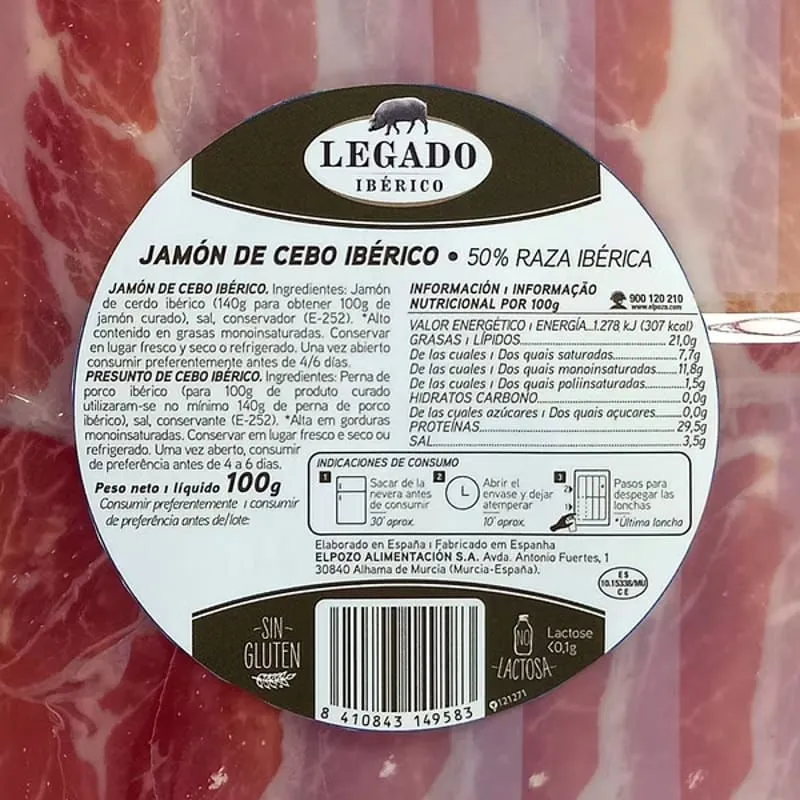 LEGADO
IBÉRICO
JAMÓN DE CEBO IBÉRICO • 50% RAZA IBÉRICA
JAMÓN DE CEBO IBÉRICO. Ingredientes: Jamón
de cerdo ibérico (140g para obtener 100g de
jamón curado), sal, conservador (E-252). *Alto
contenido en grasas monoinsaturadas. Conservar
en lugar fresco y seco o refrigerado. Una vez abierto
consumir preferentemente antes de 4/6 días.
PRESUNTO DE CEBO IBÉRICO. Ingredientes: Perna de
porco ibérico (para 100g de produto curado
utilizaram-se no mínimo 140g de perna de porco
ibérico), sal, conservante (E-252). *Alta em gorduras
monoinsaturadas. Conservar em lugar fresco e seco ou
refrigerado. Uma vez aberto, consumir
de preferência antes de 4 a 6 dias.
Peso neto ı líquido 100g
Consumir preferentemente ı consumir
de preferência antes de/lote:
INFORMACIÓN ı INFORMAÇÃO
NUTRICIONAL POR 100g
900 120 210
www.elpozo.com
VALOR ENERGÉTICO ı ENERGÍA...1.278 kJ (307 kcal)
GRASAS ı LÍPIDOS.....21,0g
De las cuales ı Dos quais saturadas.....7,7g
De las cuales ı Dos quais monoinsaturadas.....11,8g
De las cuales ı Dos quais poliinsaturadas.....1,5g
HIDRATOS CARBONO.....0,0g
De las cuales azúcares ı Dos quais açucares.....0,0g
PROTEÍNAS.....29,5g
SAL.....3,5g
INDICACIONES DE CONSUMO
1 Sacar de la
nevera antes
de consumir
30' aprox.
2 Abrir el
envase y dejar
atemperar
10' aprox.
3 Pasos para
despegar las
lonchas
*Última loncha
2
1
Elaborado en España ı Fabricado em Espanha
ELPOZO ALIMENTACIÓN S.A. Avda. Antonio Fuertes, 1
30840 Alhama de Murcia (Murcia-España).
ES
10.15338/MU
CE
SIN
GLUTEN
8 410843 149583
NO
LACTOSA
Lactose
<0,1g
121271